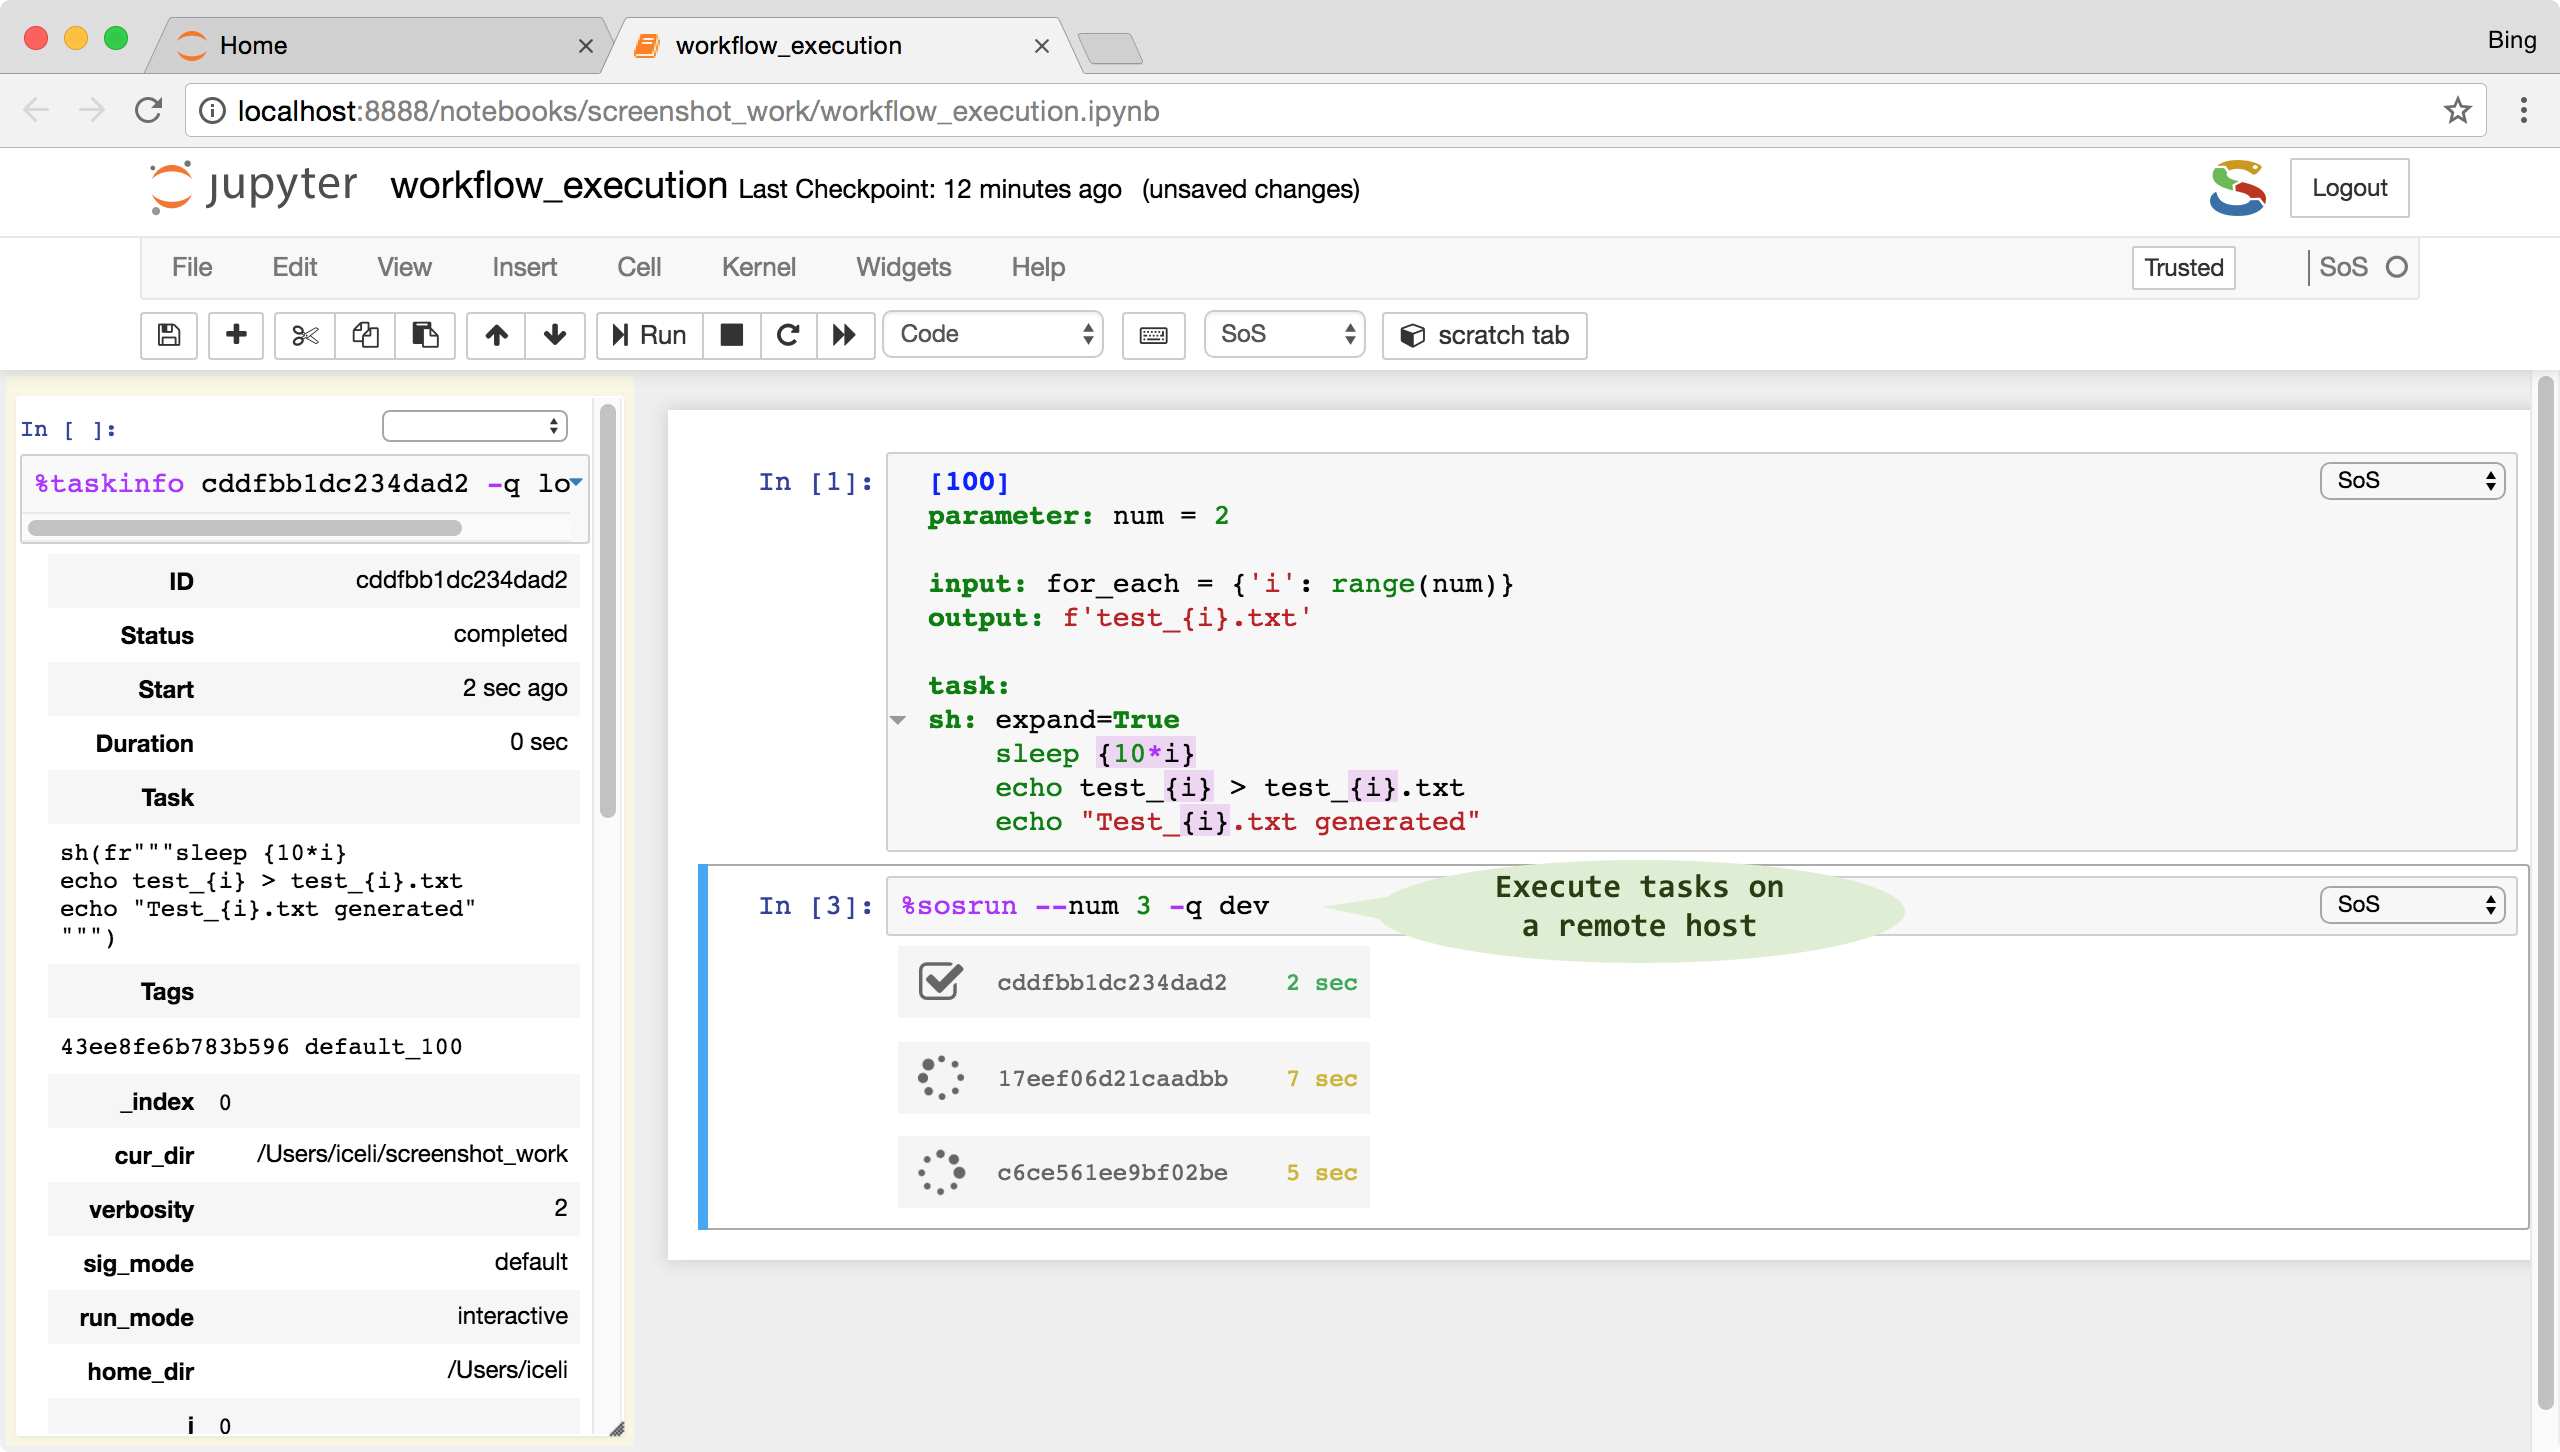 Home
workflow_execution
Bing
localhost:8888/notebooks/screenshot_work/workflow_execution.ipynb
jupyter workflow_execution Last Checkpoint: 12 minutes ago (unsaved changes)
Logout
File Edit View Insert Cell Kernel Widgets Help
Trusted
SoS
Run
Code
SoS
scratch tab
In [ ]:
%taskinfo cddfbb1dc234dad2 -q lo
ID cddfbb1dc234dad2
Status completed
Start 2 sec ago
Duration 0 sec
Task
sh(fr"""sleep {10*i}
echo test_{i} > test_{i}.txt
echo "Test_{i}.txt generated"
""")
Tags
43ee8fe6b783b596 default_100
_index 0
cur_dir /Users/iceli/screenshot_work
verbosity 2
sig_mode default
run_mode interactive
home_dir /Users/iceli
i 0
In [1]:
[100]
SoS
parameter: num = 2
input: for_each = {'i': range(num)}
output: f'test_{i}.txt'
task:
sh: expand=True
sleep {10*i}
echo test_{i} > test_{i}.txt
echo "Test_{i}.txt generated"
In [3]:
%sosrun --num 3 -q dev
Execute tasks on
a remote host
SoS
cddfbb1dc234dad2 2 sec
17eef06d21caadbb 7 sec
c6ce561ee9bf02be 5 sec